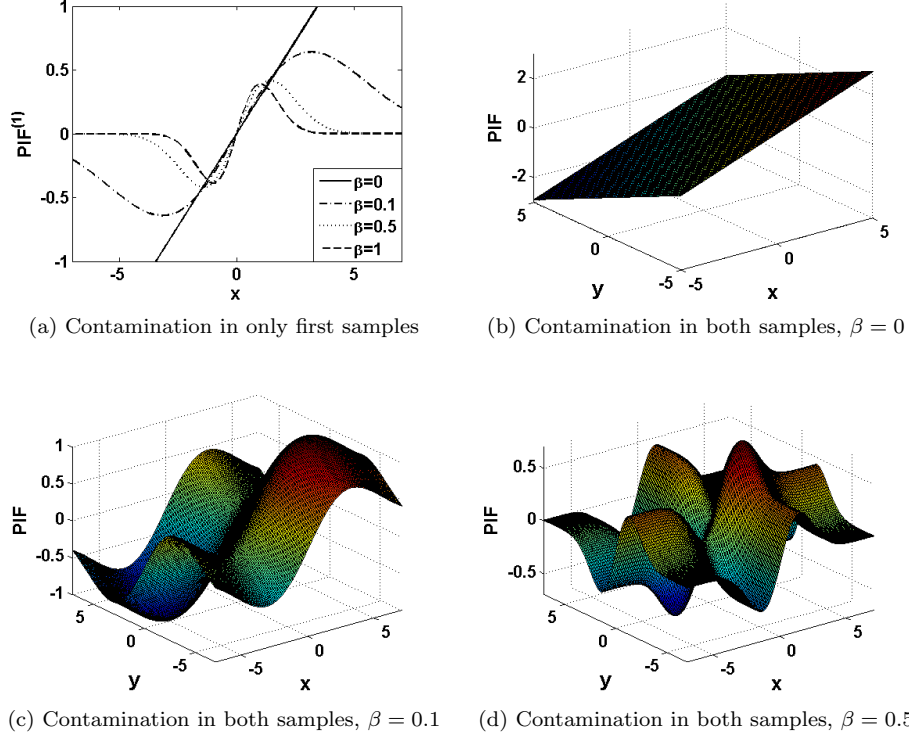 1
0.5
0
-0.5
-1
PIF(1)
-5
0
5
x
β=0
β=0.1
β=0.5
β=1
(a) Contamination in only first samples
2
0
-2
PIF
5
0
-5
y
-5
0
5
x
(b) Contamination in both samples, β = 0
1
0.5
0
-0.5
-1
PIF
5
0
-5
y
-5
0
5
x
(c) Contamination in both samples, β = 0.1
0.5
0
-0.5
PIF
5
0
-5
y
-5
0
5
x
(d) Contamination in both samples, β = 0.5